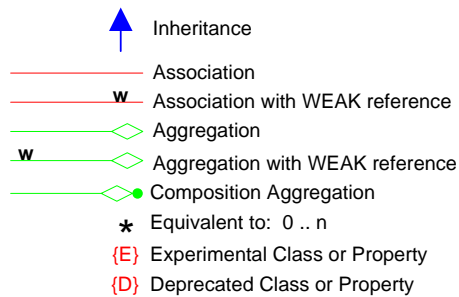 Inheritance
Association
w Association with WEAK reference
Aggregation
w Aggregation with WEAK reference
Composition Aggregation
* Equivalent to: 0 .. n
{E} Experimental Class or Property
{D} Deprecated Class or Property